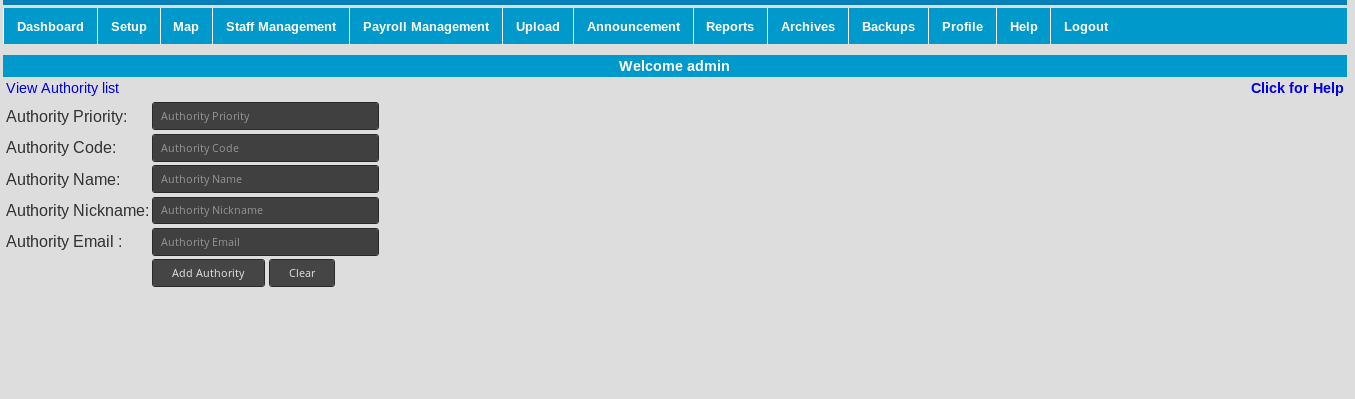 Dashboard Setup Map Staff Management Payroll Management Upload Announcement Reports Archives Backups Profile Help Logout
Welcome admin
View Authority list Click for Help
Authority Priority: Authority Priority
Authority Code: Authority Code
Authority Name: Authority Name
Authority Nickname: Authority Nickname
Authority Email : Authority Email
Add Authority Clear